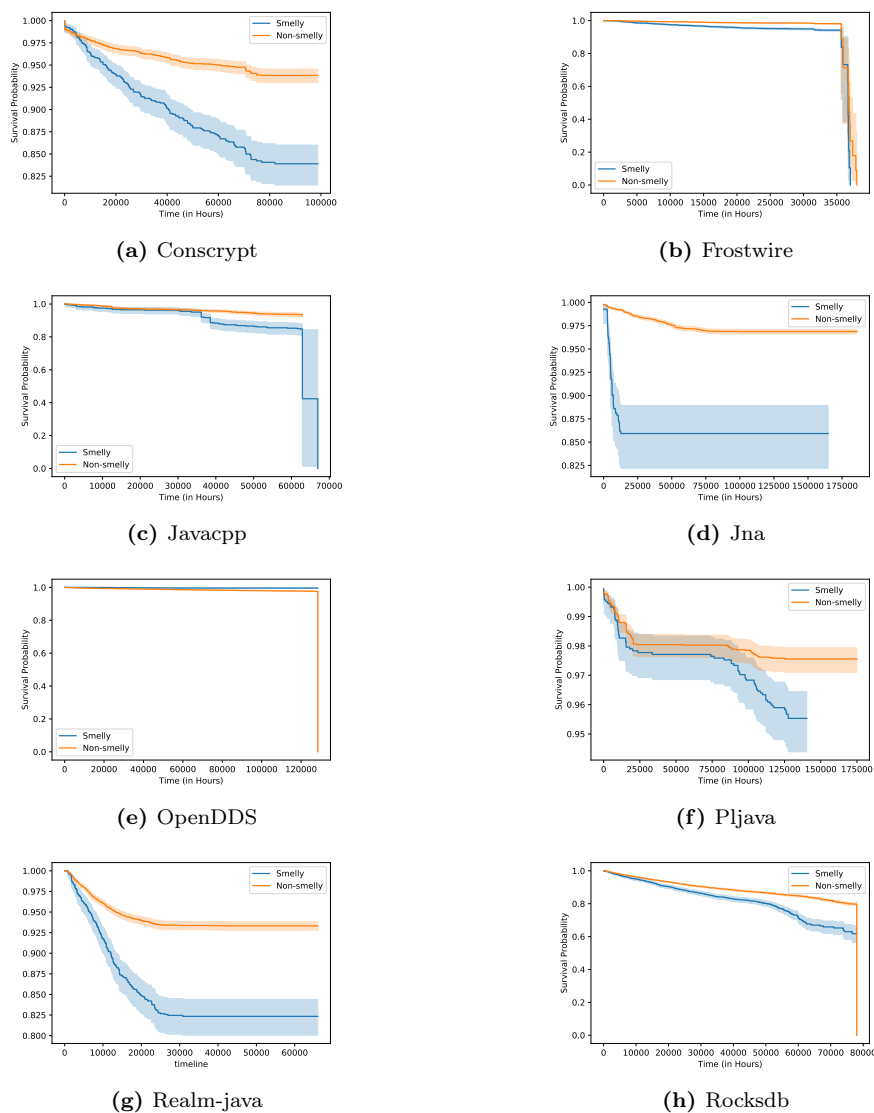 1.000
0.975
0.950
0.925
0.900
0.875
0.850
0.825
Survival Probability
Smelly
Non-smelly
0 20000 40000 60000 80000 100000
Time (in Hours)
(a) Conscrypt
1.0
0.8
0.6
0.4
0.2
0.0
Survival Probability
Smelly
Non-smelly
0 5000 10000 15000 20000 25000 30000 35000
Time (in Hours)
(b) Frostwire
1.0
0.8
0.6
0.4
0.2
0.0
Survival Probability
Smelly
Non-smelly
0 10000 20000 30000 40000 50000 60000 70000
Time (in Hours)
(c) Javacpp
1.000
0.975
0.950
0.925
0.900
0.875
0.850
0.825
Survival Probability
Smelly
Non-smelly
0 25000 50000 75000 100000 125000 150000 175000
Time (in Hours)
(d) Jna
1.0
0.8
0.6
0.4
0.2
0.0
Survival Probability
Smelly
Non-smelly
0 20000 40000 60000 80000 100000 120000
Time (in Hours)
(e) OpenDDS
1.00
0.99
0.98
0.97
0.96
0.95
Survival Probability
Smelly
Non-smelly
0 25000 50000 75000 100000 125000 150000 175000
Time (in Hours)
(f) Pljava
1.000
0.975
0.950
0.925
0.900
0.875
0.850
0.825
0.800
Survival Probability
Smelly
Non-smelly
0 10000 20000 30000 40000 50000 60000
timeline
(g) Realm-java
1.0
0.8
0.6
0.4
0.2
0.0
Survival Probability
Smelly
Non-smelly
0 10000 20000 30000 40000 50000 60000 70000 80000
Time (in Hours)
(h) Rocksdb